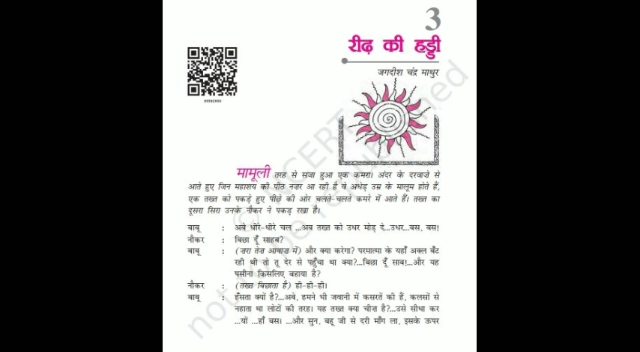 3
रीढ़ की हड्डी
जगदीश चंद्र माथुर
मामूली तरह से सजा हुआ एक कमरा। अंदर के दरवाज़े से
आते हुए जिन महाशय की पीठ नज़र आ रही है वे अधेड़ उम्र के मालूम होते हैं,
एक तख्त को पकड़े हुए पीछे की ओर चलते-चलते कमरे में आते हैं। तख्त का
दूसरा सिरा उनके नौकर ने पकड़ रखा है।
बाबू : अबे धीरे-धीरे चल ...अब तख्त को उधर मोड़ दे...उधर...बस, बस!
नौकर : बिछा दूँ साहब?
बाबू : (ज़रा तेज़ आवाज़ में) और क्या करेगा? परमात्मा के यहाँ अक्ल बँट
रही थी तो तू देर से पहुँचा था क्या?...बिछा दूँ साब!...और यह
पसीना किसलिए बहाया है?
नौकर : (तख्त बिछाता है) ही-ही-ही।
बाबू : हँसता क्यों है?...अबे, हमने भी जवानी में कसरतें की हैं, कलसों से
नहाता था लोटों की तरह। यह तख्त क्या चीज़ है?...उसे सीधा कर
...यों ...हाँ बस। ...और सुन, बहू जी से दरी माँग ला, इसके ऊपर